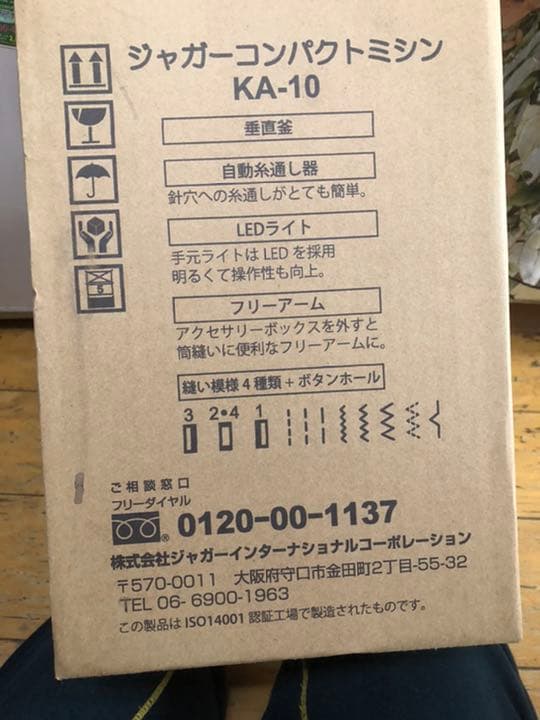 ジャガーコンパクトミシン
KA-10
垂直釜
自動糸通し器
針穴への糸通しがとても簡単。
LEDライト
手元ライトはLEDを採用
明るくて操作性も向上。
フリーアーム
アクセサリーボックスを外すと
筒縫いに便利なフリーアームに。
縫い模様4種類+ボタンホール
3 2•4 1
5
ご相談窓口
フリーダイヤル
® 0120-00-1137
株式会社ジャガーインターナショナルコーポレーション
〒570-0011 大阪府守口市金田町2丁目-55-32
TEL 06-6900-1963
この製品はISO14001認証工場で製造されたものです。